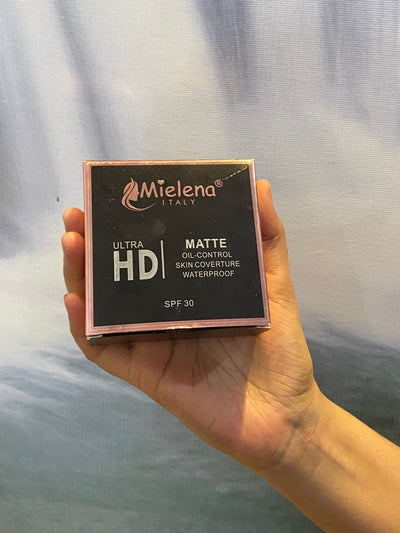 Mielena®
ITALY
ULTRA
HD
MATTE
OIL-CONTROL
SKIN COVERTURE
WATERPROOF
SPF 30